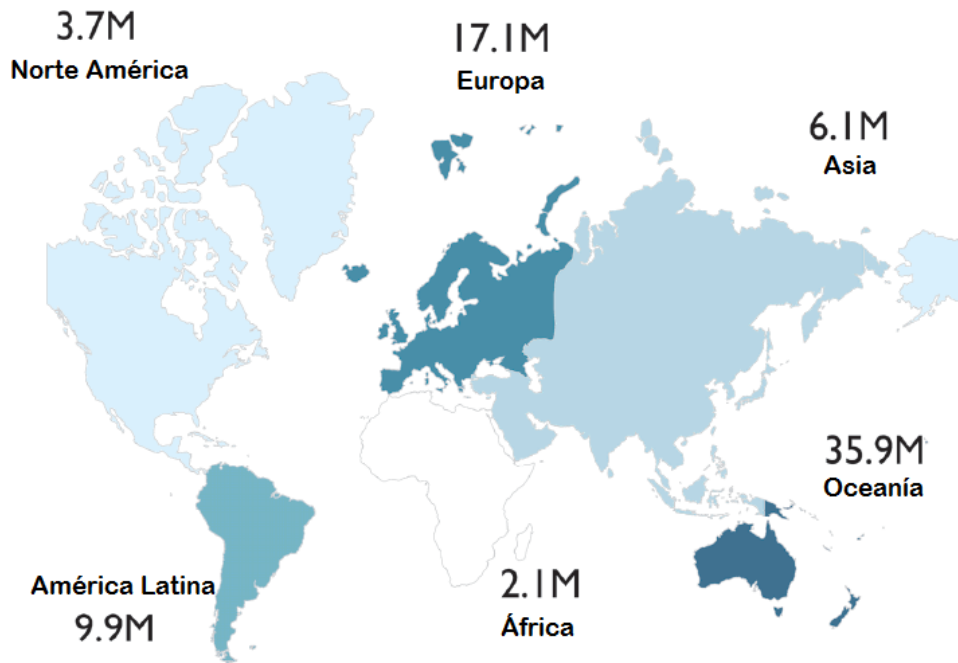 3.7M
Norte América
17.1M
Europa
6.1M
Asia
35.9M
Oceanía
América Latina
9.9M
2.1M
África